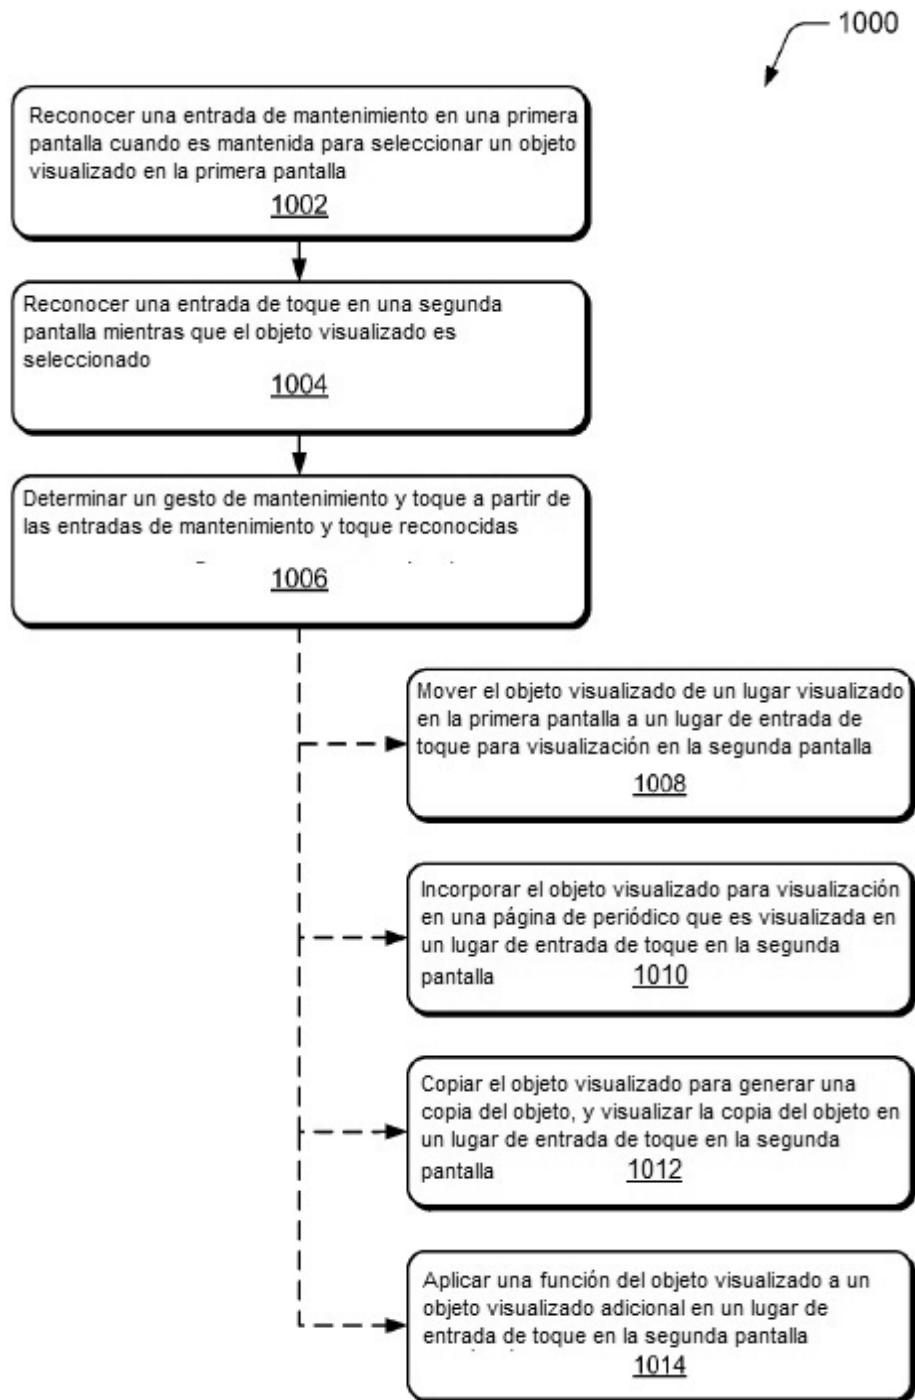 1000
Reconocer una entrada de mantenimiento en una primera
pantalla cuando es mantenida para seleccionar un objeto
visualizado en la primera pantalla
1002
Reconocer una entrada de toque en una segunda
pantalla mientras que el objeto visualizado es
seleccionado
1004
Determinar un gesto de mantenimiento y toque a partir de
las entradas de mantenimiento y toque reconocidas
1006
Mover el objeto visualizado de un lugar visualizado
en la primera pantalla a un lugar de entrada de
toque para visualización en la segunda pantalla
1008
Incorporar el objeto visualizado para visualización
en una página de periódico que es visualizada en
un lugar de entrada de toque en la segunda
pantalla 1010
Copiar el objeto visualizado para generar una
copia del objeto, y visualizar la copia del objeto en
un lugar de entrada de toque en la segunda
pantalla 1012
Aplicar una función del objeto visualizado a un
objeto visualizado adicional en un lugar de
entrada de toque en la segunda pantalla
1014